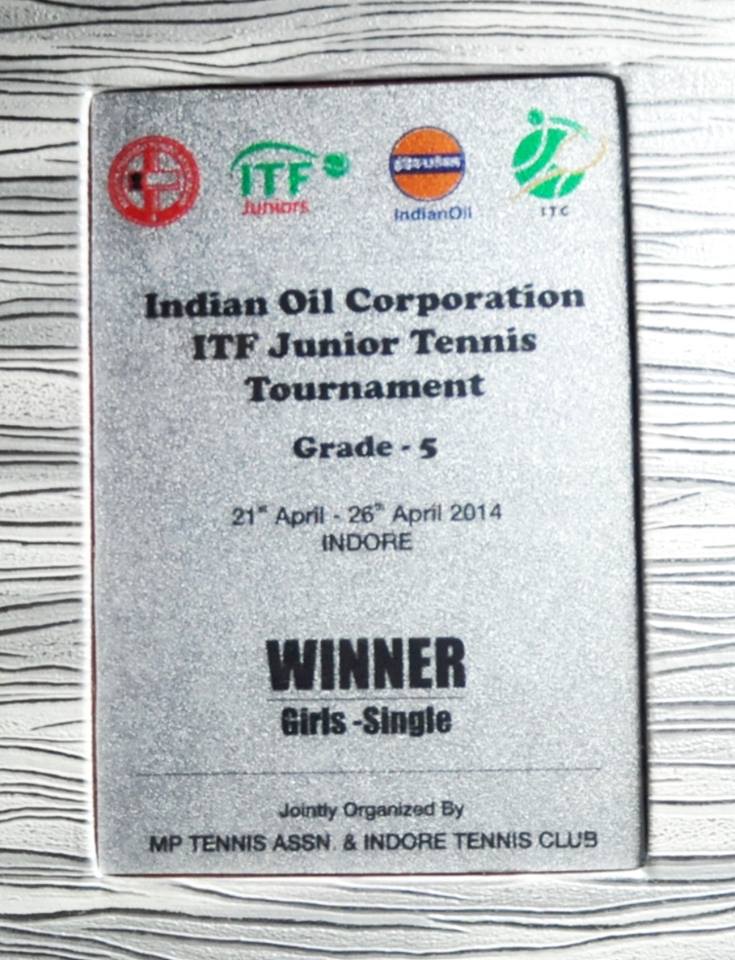 ITF
Juniors
इंडियनऑयल
IndianOil
ITC
Indian Oil Corporation
ITF Junior Tennis
Tournament
Grade - 5
21st April - 26th April 2014
INDORE
WINNER
Girls -Single
Jointly Organized By
MP TENNIS ASSN. & INDORE TENNIS CLUB